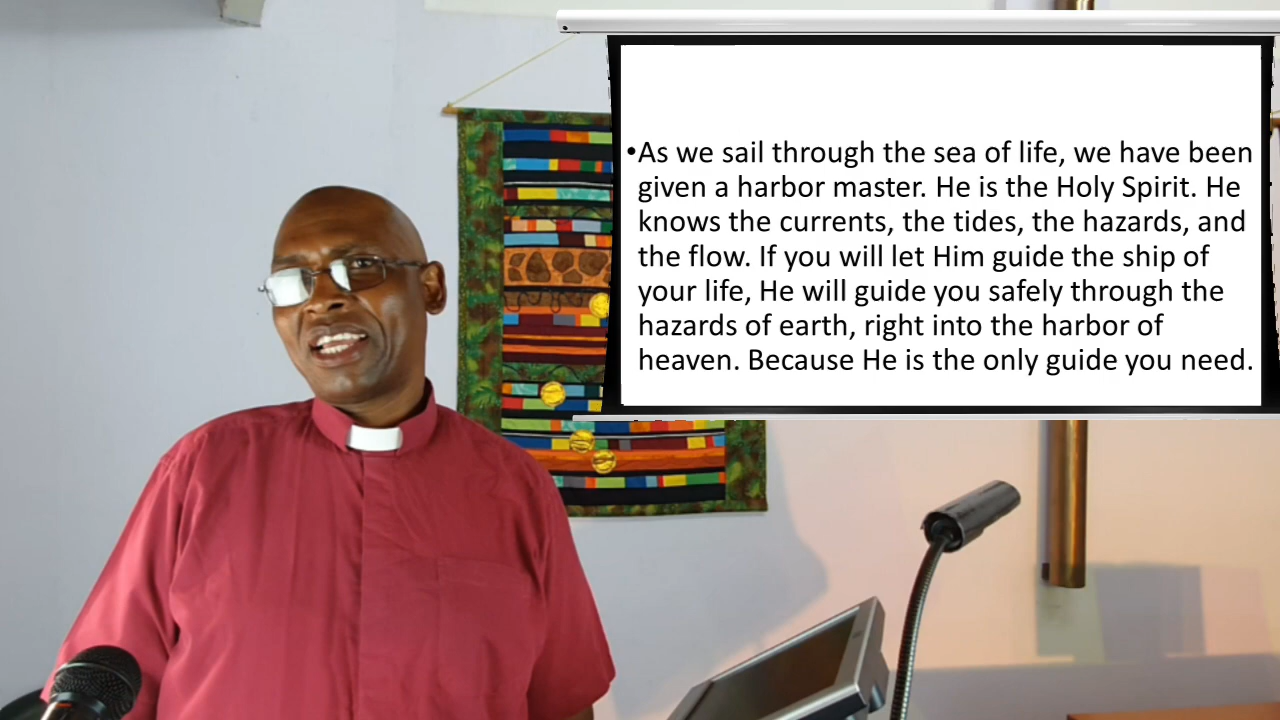 •As we sail through the sea of life, we have been
given a harbor master. He is the Holy Spirit. He
knows the currents, the tides, the hazards, and
the flow. If you will let Him guide the ship of
your life, He will guide you safely through the
hazards of earth, right into the harbor of
heaven. Because He is the only guide you need.